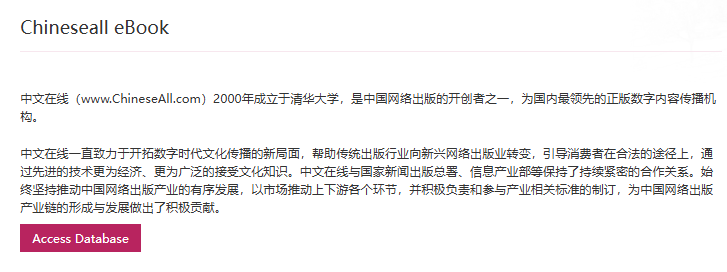 Chineseall eBook
中文在线（www.ChineseAll.com）2000年成立于清华大学，是中国网络出版的开创者之一，为国内最领先的正版数字内容传播机
构。
中文在线一直致力于开拓数字时代文化传播的新局面，帮助传统出版行业向新兴网络出版业转变，引导消费者在合法的途径上，通
过先进的技术更为经济、更为广泛的接受文化知识。中文在线与国家新闻出版总署、信息产业部等保持了持续紧密的合作关系。始
终坚持推动中国网络出版产业的有序发展，以市场推动上下游各个环节，并积极负责和参与产业相关标准的制订，为中国网络出版
产业链的形成与发展做出了积极贡献。
Access Database